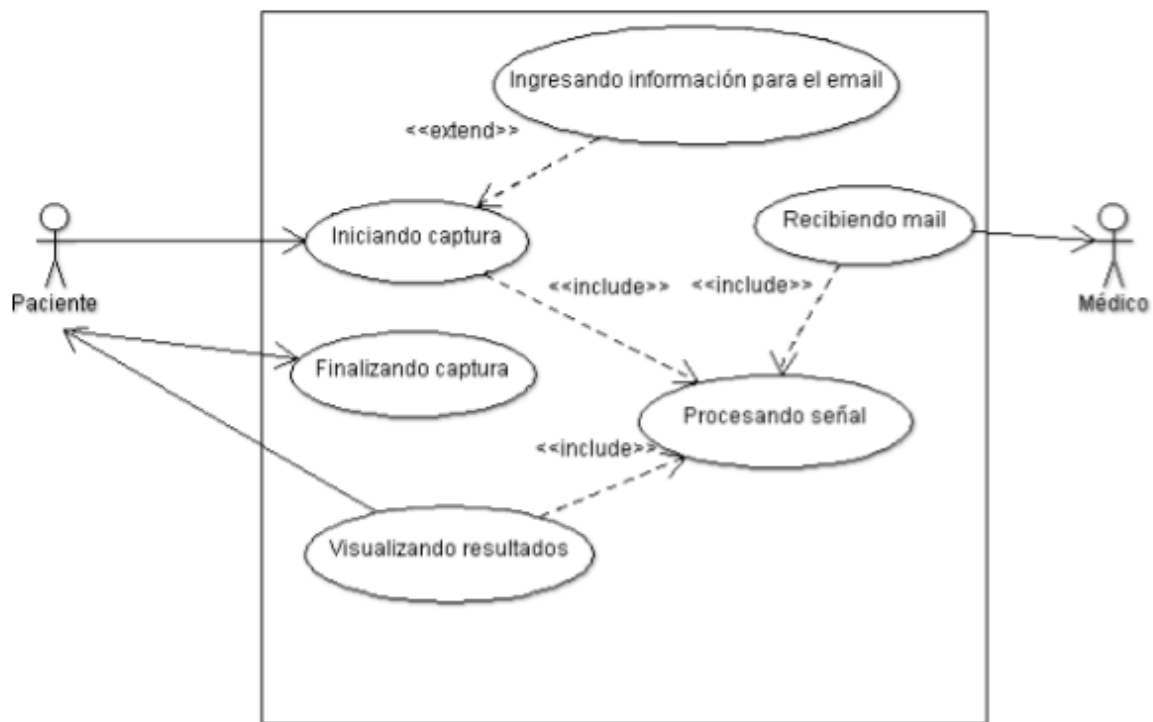 Ingresando información para el email
<<extend>>
Recibiendo mail
Iniciando captura
<<include>>
<<include>>
Paciente
Médico
Finalizando captura
Procesando señal
<<include>>
Visualizando resultados